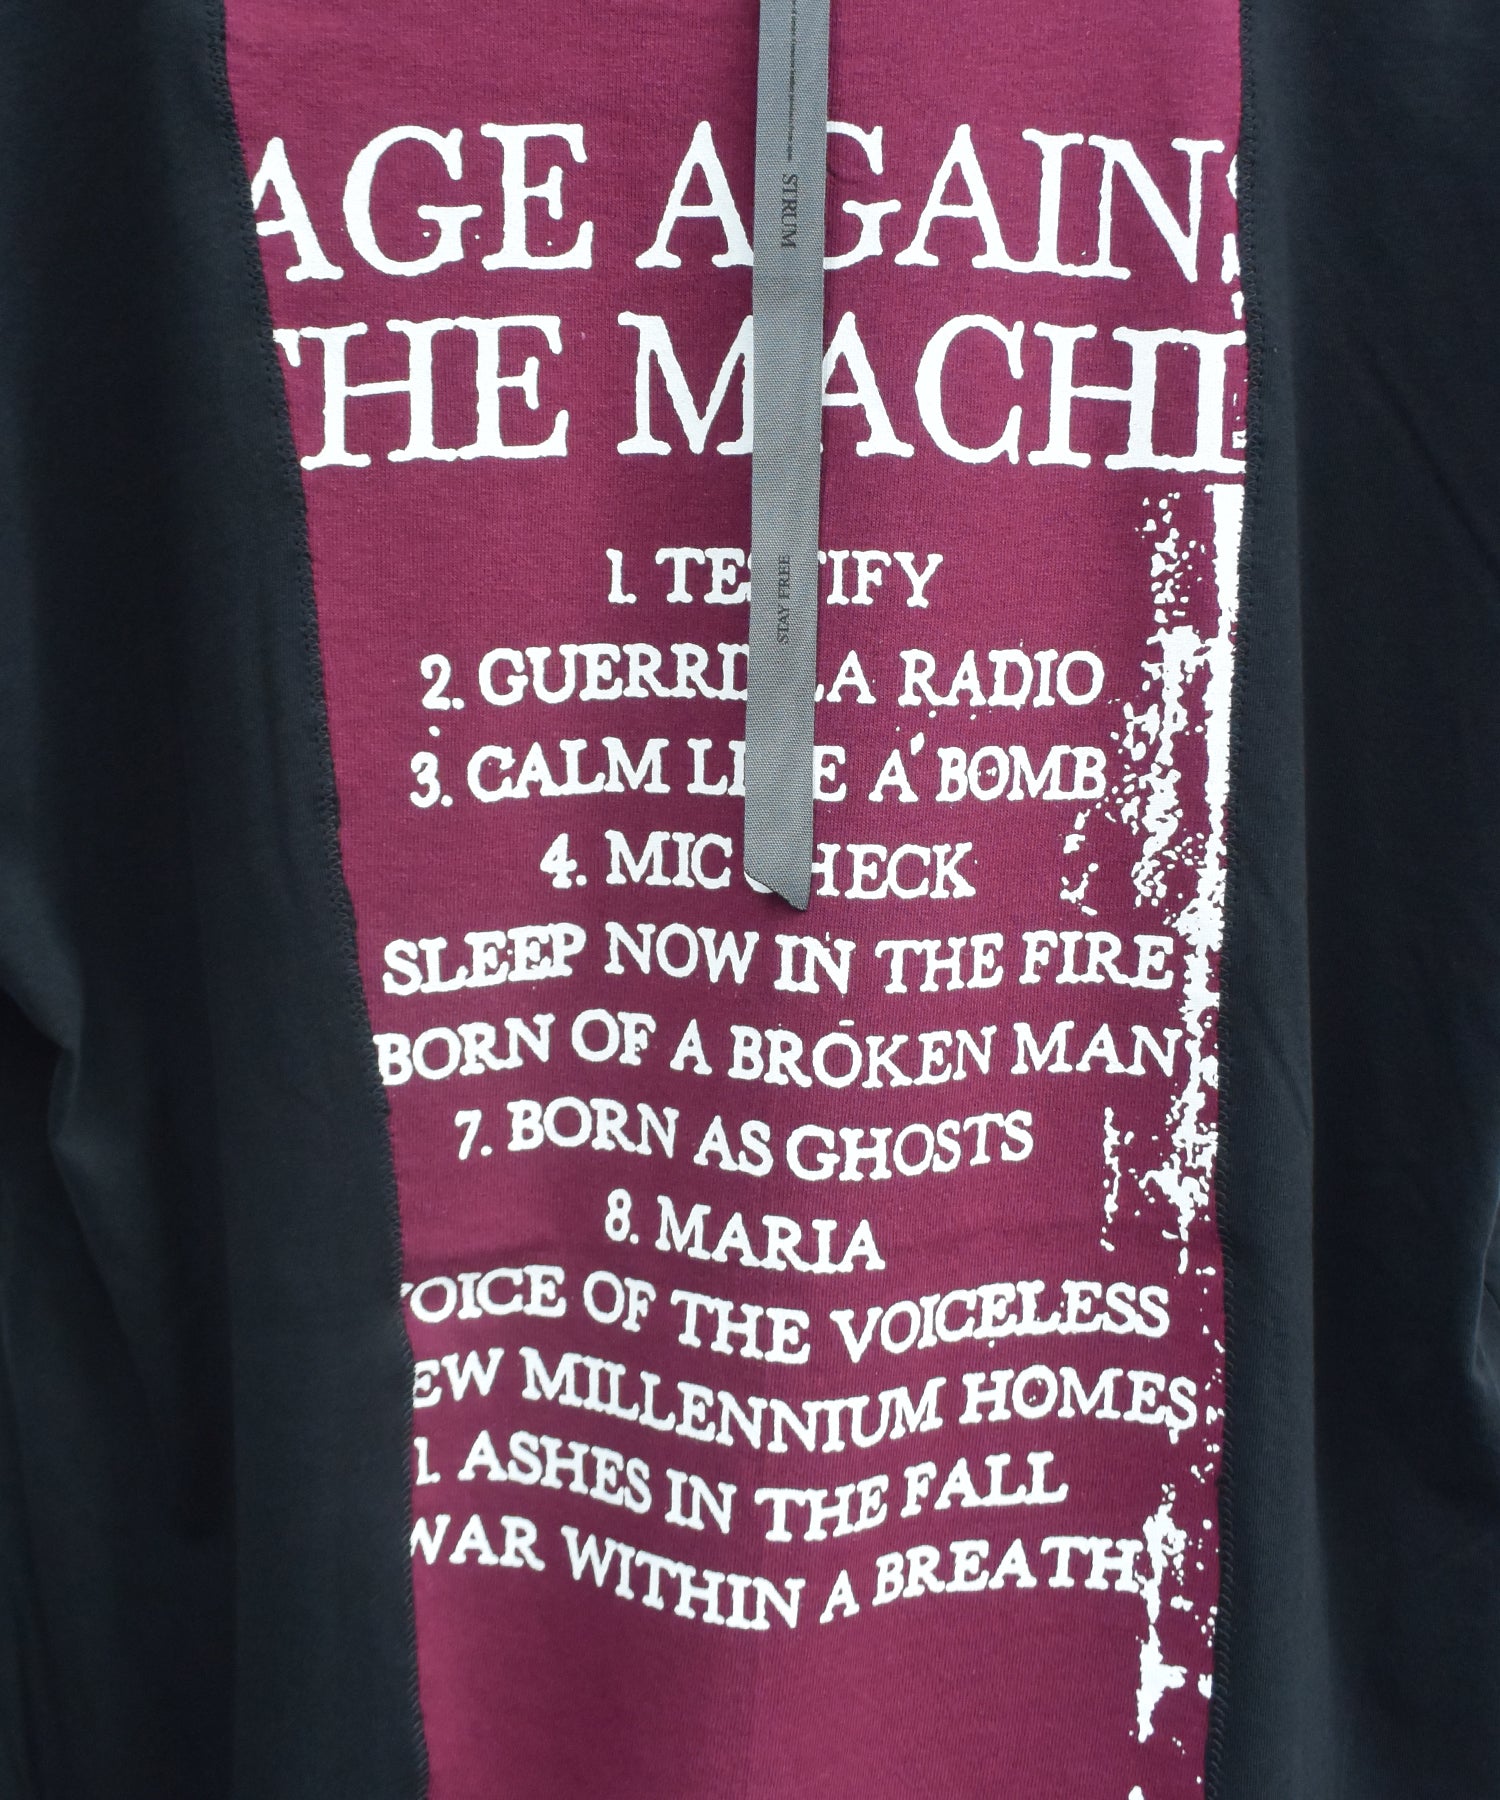 AGE AGAINS
THE MACHI
1. TESTIFY
2. GUERRILLA RADIO
3. CALM LIKE A BOMB
4. MIC CHECK
SLEEP NOW IN THE FIRE
BORN OF A BROKEN MAN
7. BORN AS GHOSTS
8. MARIA
VOICE OF THE VOICELESS
EW MILLENNIUM HOMES
1. ASHES IN THE FALL
WAR WITHIN A BREATH
STRUM
STAY FREE